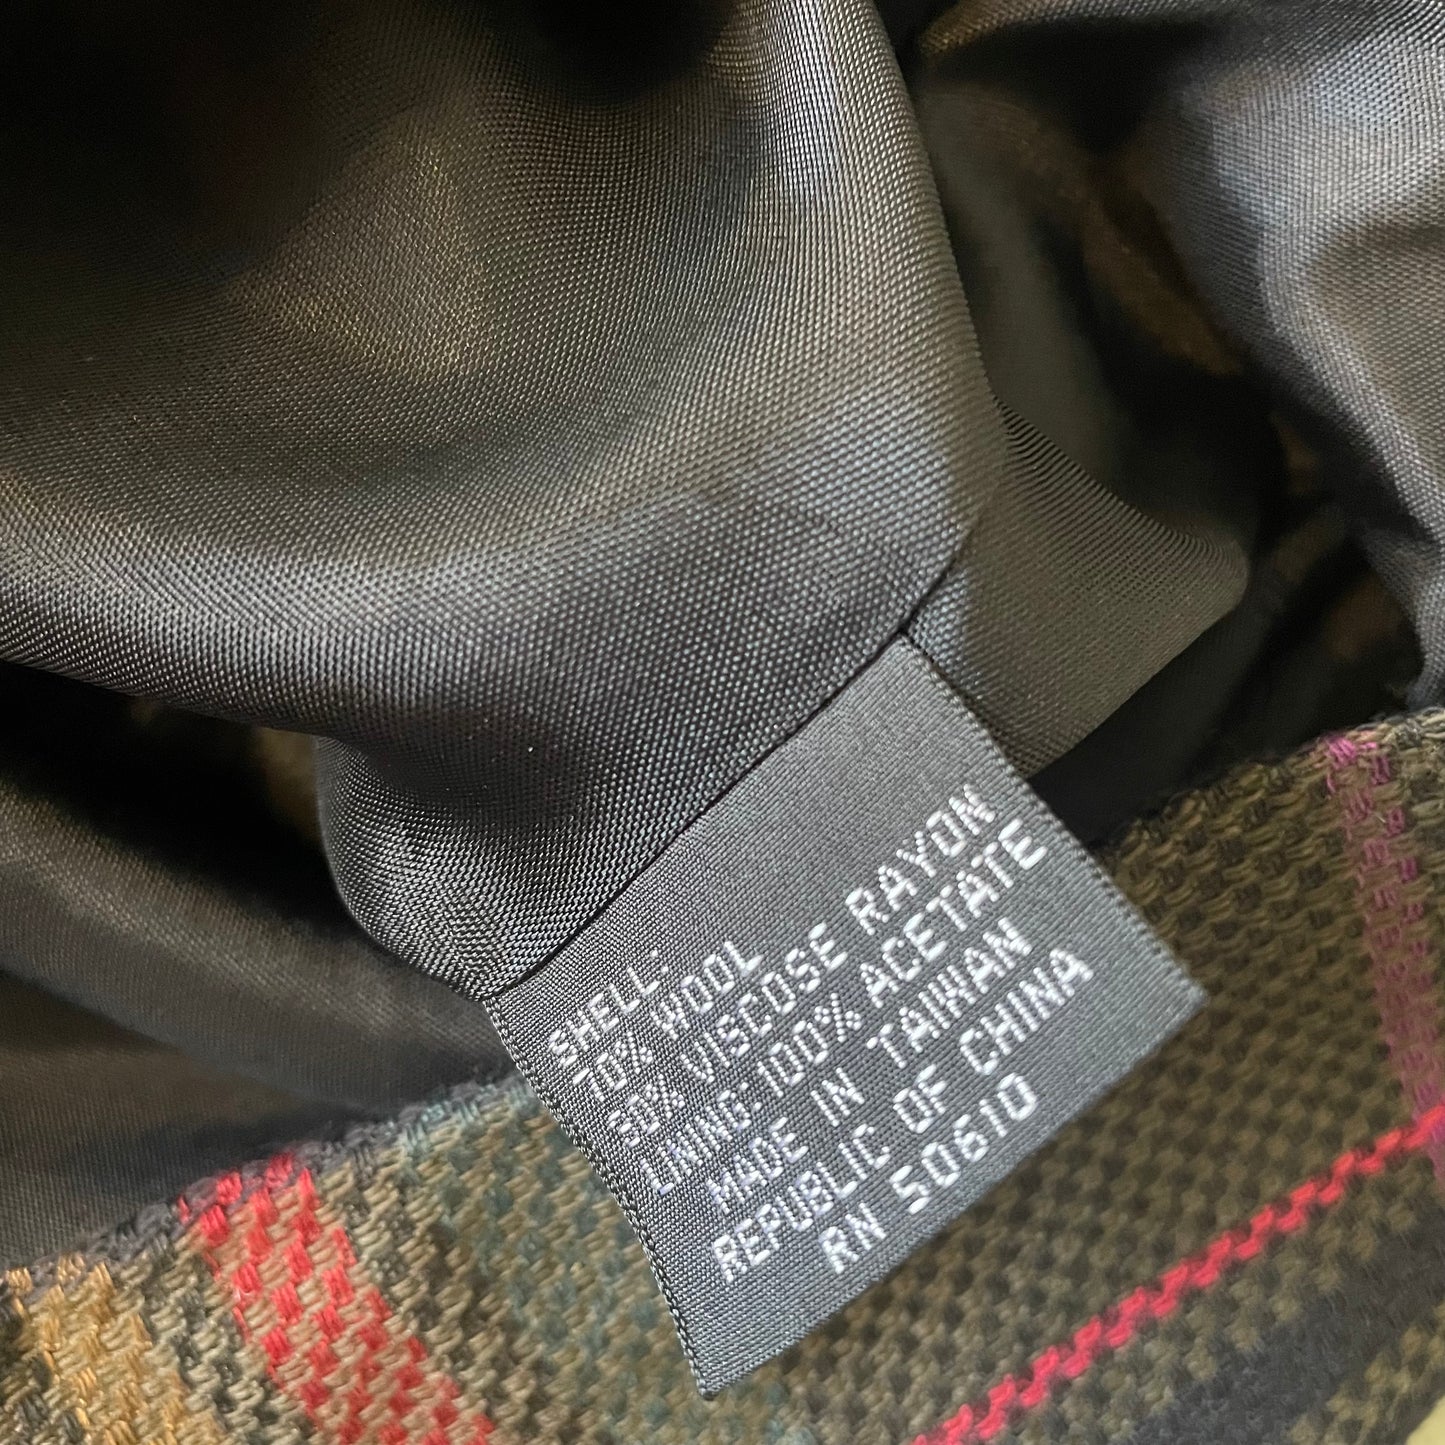 SHELL:
70% WOOL
30% VISCOSE RAYON
LINING: 100% ACETATE
MADE IN TAIWAN
REPUBLIC OF CHINA
RN 50610